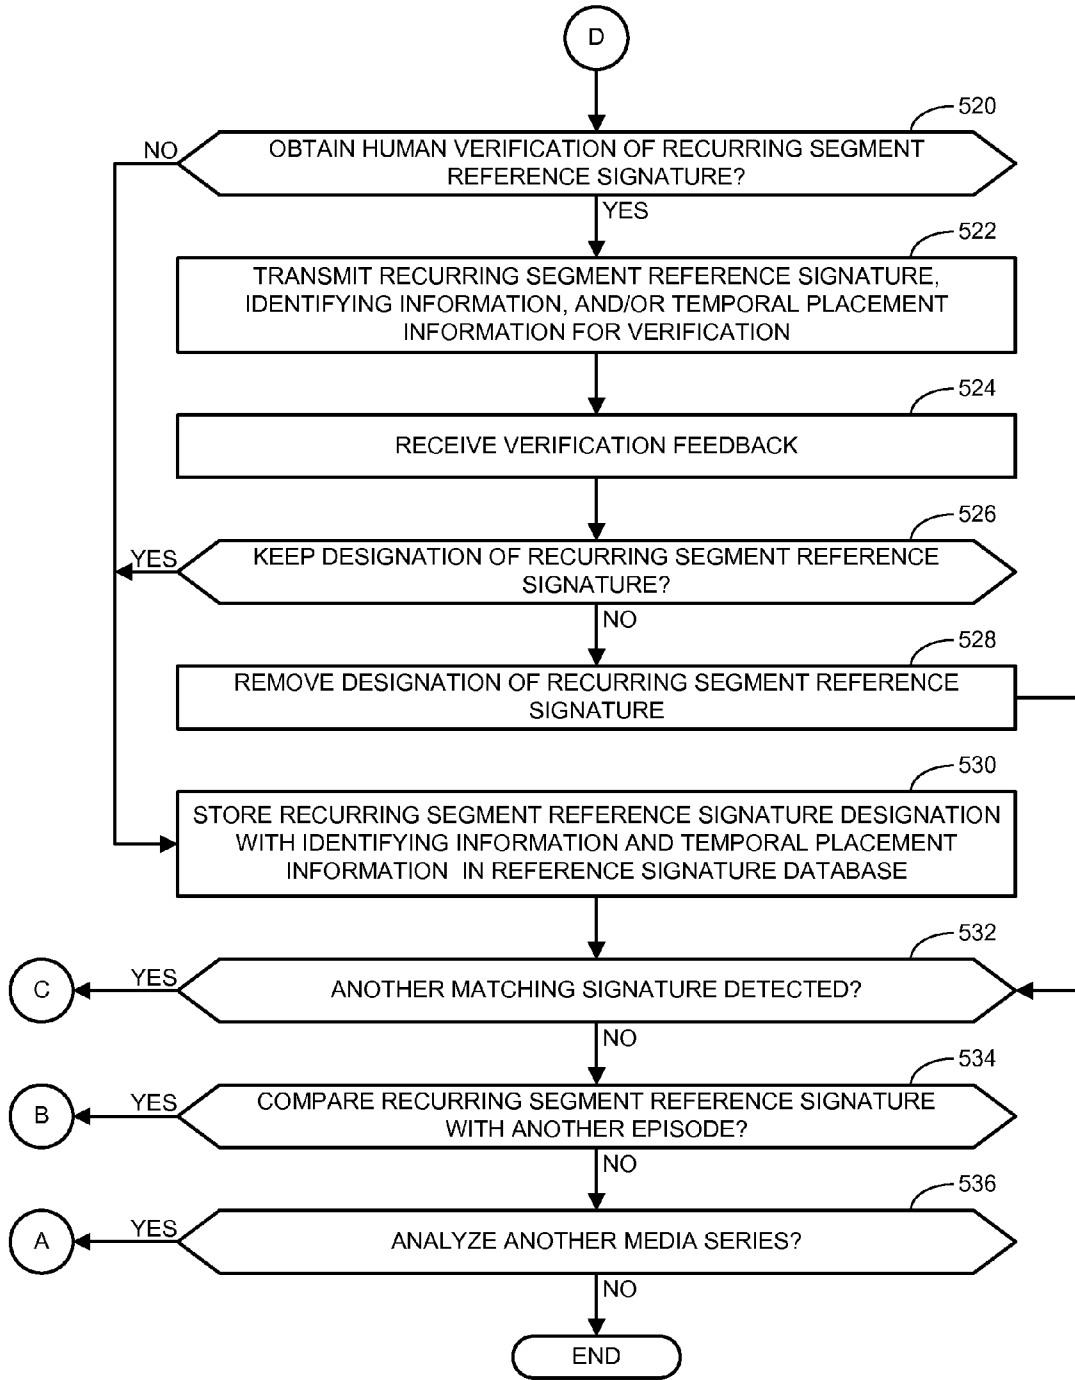 D
520
NO
OBTAIN HUMAN VERIFICATION OF RECURRING SEGMENT
REFERENCE SIGNATURE?
YES
522
TRANSMIT RECURRING SEGMENT REFERENCE SIGNATURE,
IDENTIFYING INFORMATION, AND/OR TEMPORAL PLACEMENT
INFORMATION FOR VERIFICATION
524
RECEIVE VERIFICATION FEEDBACK
526
YES
KEEP DESIGNATION OF RECURRING SEGMENT REFERENCE
SIGNATURE?
NO
528
REMOVE DESIGNATION OF RECURRING SEGMENT REFERENCE
SIGNATURE
530
STORE RECURRING SEGMENT REFERENCE SIGNATURE DESIGNATION
WITH IDENTIFYING INFORMATION AND TEMPORAL PLACEMENT
INFORMATION IN REFERENCE SIGNATURE DATABASE
532
C
YES
ANOTHER MATCHING SIGNATURE DETECTED?
NO
534
B
YES
COMPARE RECURRING SEGMENT REFERENCE SIGNATURE
WITH ANOTHER EPISODE?
NO
536
A
YES
ANALYZE ANOTHER MEDIA SERIES?
NO
END